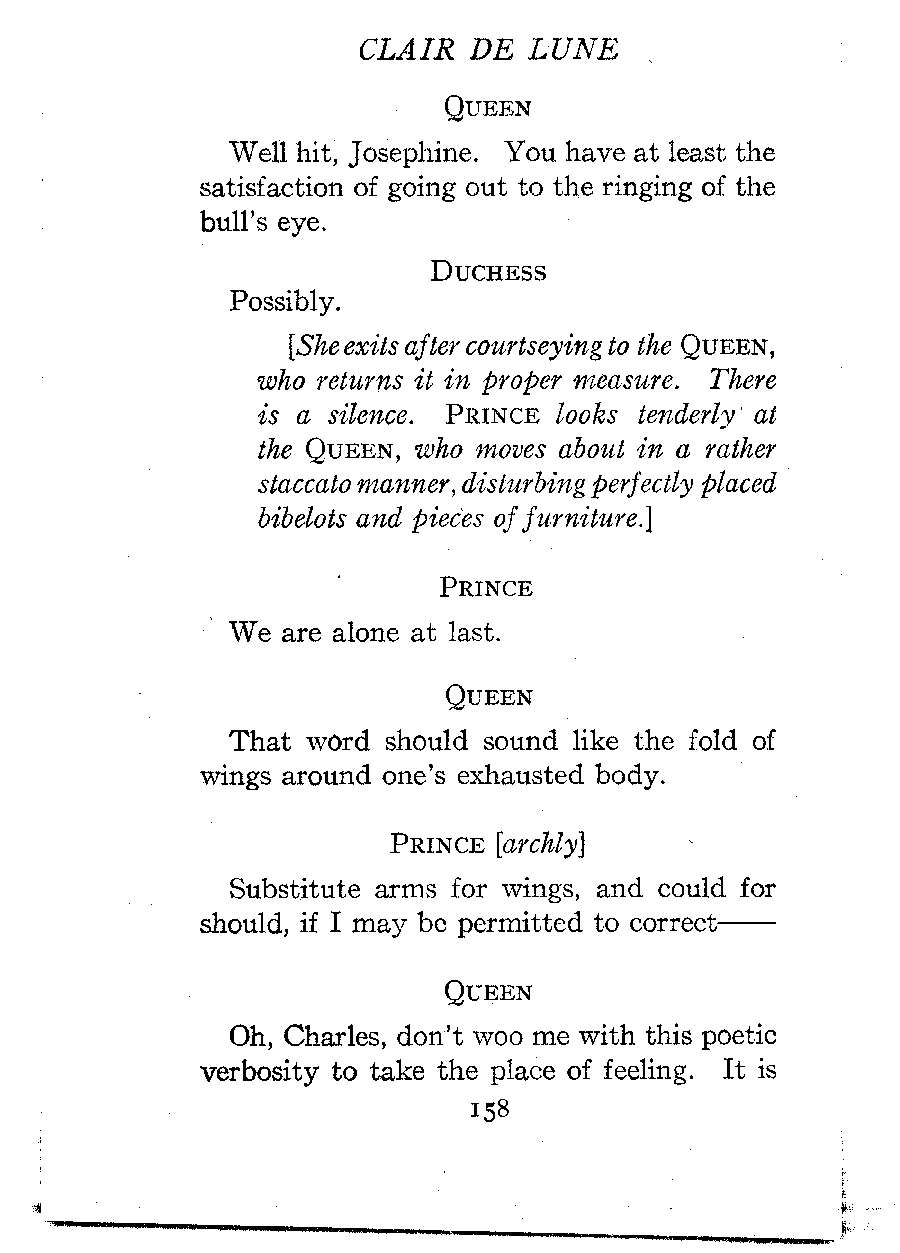 CLAIR DE LUNE
QUEEN
Well hit, Josephine. You have at least the
satisfaction of going out to the ringing of the
bull's eye.
DUCHESS
Possibly.
[She exits after courtseying to the QUEEN,
who returns it in proper measure. There
is a silence. PRINCE looks tenderly at
the QUEEN, who moves about in a rather
staccato manner, disturbing perfectly placed
bibelots and pieces of furniture.]
PRINCE
We are alone at last.
QUEEN
That word should sound like the fold of
wings around one's exhausted body.
PRINCE [archly]
Substitute arms for wings, and could for
should, if I may be permitted to correct——
QUEEN
Oh, Charles, don't woo me with this poetic
verbosity to take the place of feeling. It is
158